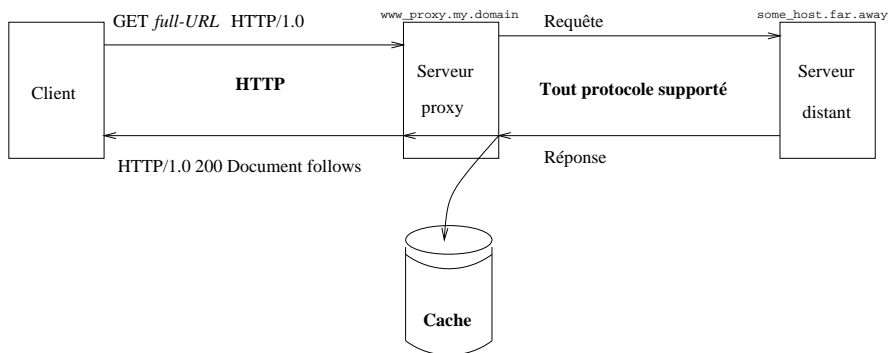 www_proxy.my.domain
some_host.far.away
GET full-URL HTTP/1.0
Requête
Client
HTTP
Serveur
proxy
Tout protocole supporté
Serveur
distant
HTTP/1.0 200 Document follows
Réponse
Cache